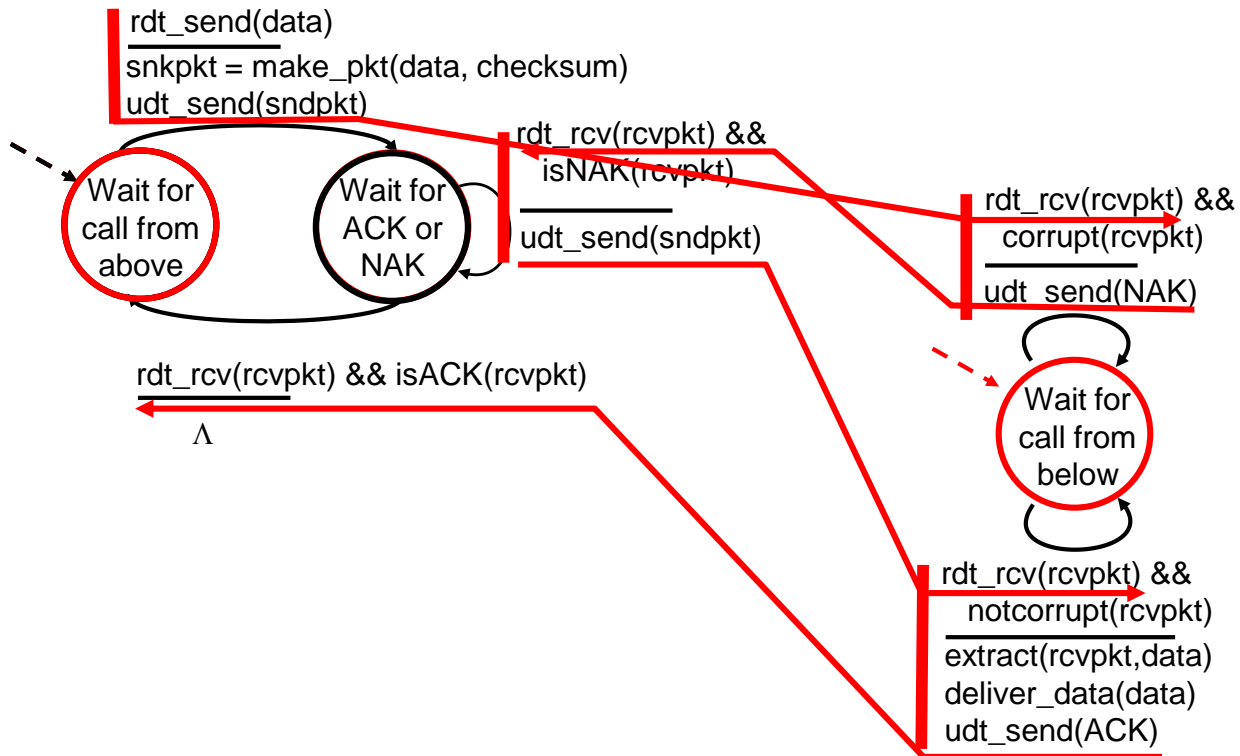 rdt_send(data)
snkpkt = make_pkt(data, checksum)
udt_send(sndpkt)
Wait for
call from
above
Wait for
ACK or
NAK
rdt_rcv(rcvpkt) &&
isNAK(rcvpkt)
udt_send(sndpkt)
rdt_rcv(rcvpkt) && isACK(rcvpkt)
Λ
rdt_rcv(rcvpkt) &&
corrupt(rcvpkt)
udt_send(NAK)
Wait for
call from
below
rdt_rcv(rcvpkt) &&
notcorrupt(rcvpkt)
extract(rcvpkt,data)
deliver_data(data)
udt_send(ACK)